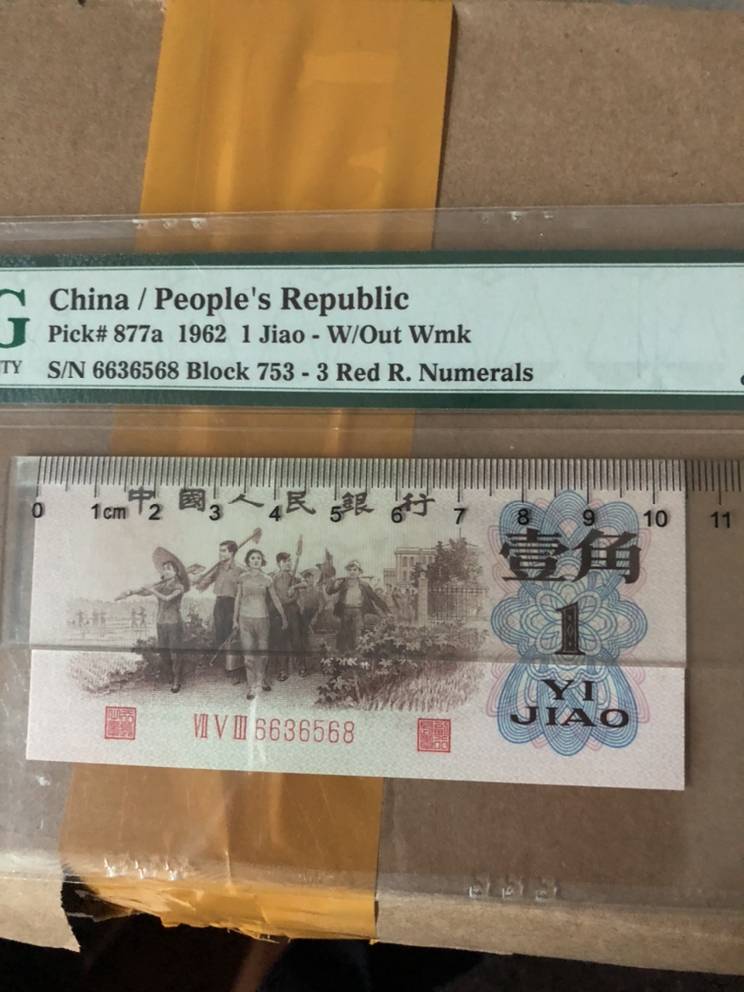 China / People's Republic
Pick# 877a 1962 1 Jiao - W/Out Wmk
TY S/N 6636568 Block 753 - 3 Red R. Numerals
0 1cm 2 3 4 5 6 7 8 9 10 11
中國人民銀行
壹角
1
YI
JIAO
VII V III 6636568